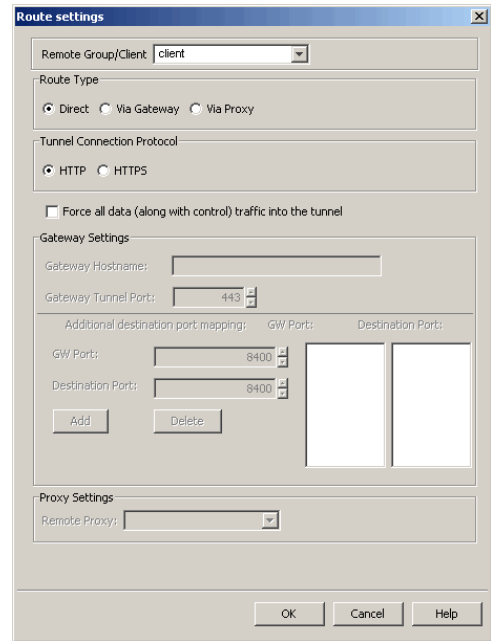 Route settings
Remote Group/Client client
Route Type
Direct Via Gateway Via Proxy
Tunnel Connection Protocol
HTTP HTTPS
Force all data (along with control) traffic into the tunnel
Gateway Settings
Gateway Hostname:
Gateway Tunnel Port: 443
Additional destination port mapping: GW Port: Destination Port:
GW Port: 8400
Destination Port: 8400
Add Delete
Proxy Settings
Remote Proxy:
OK Cancel Help